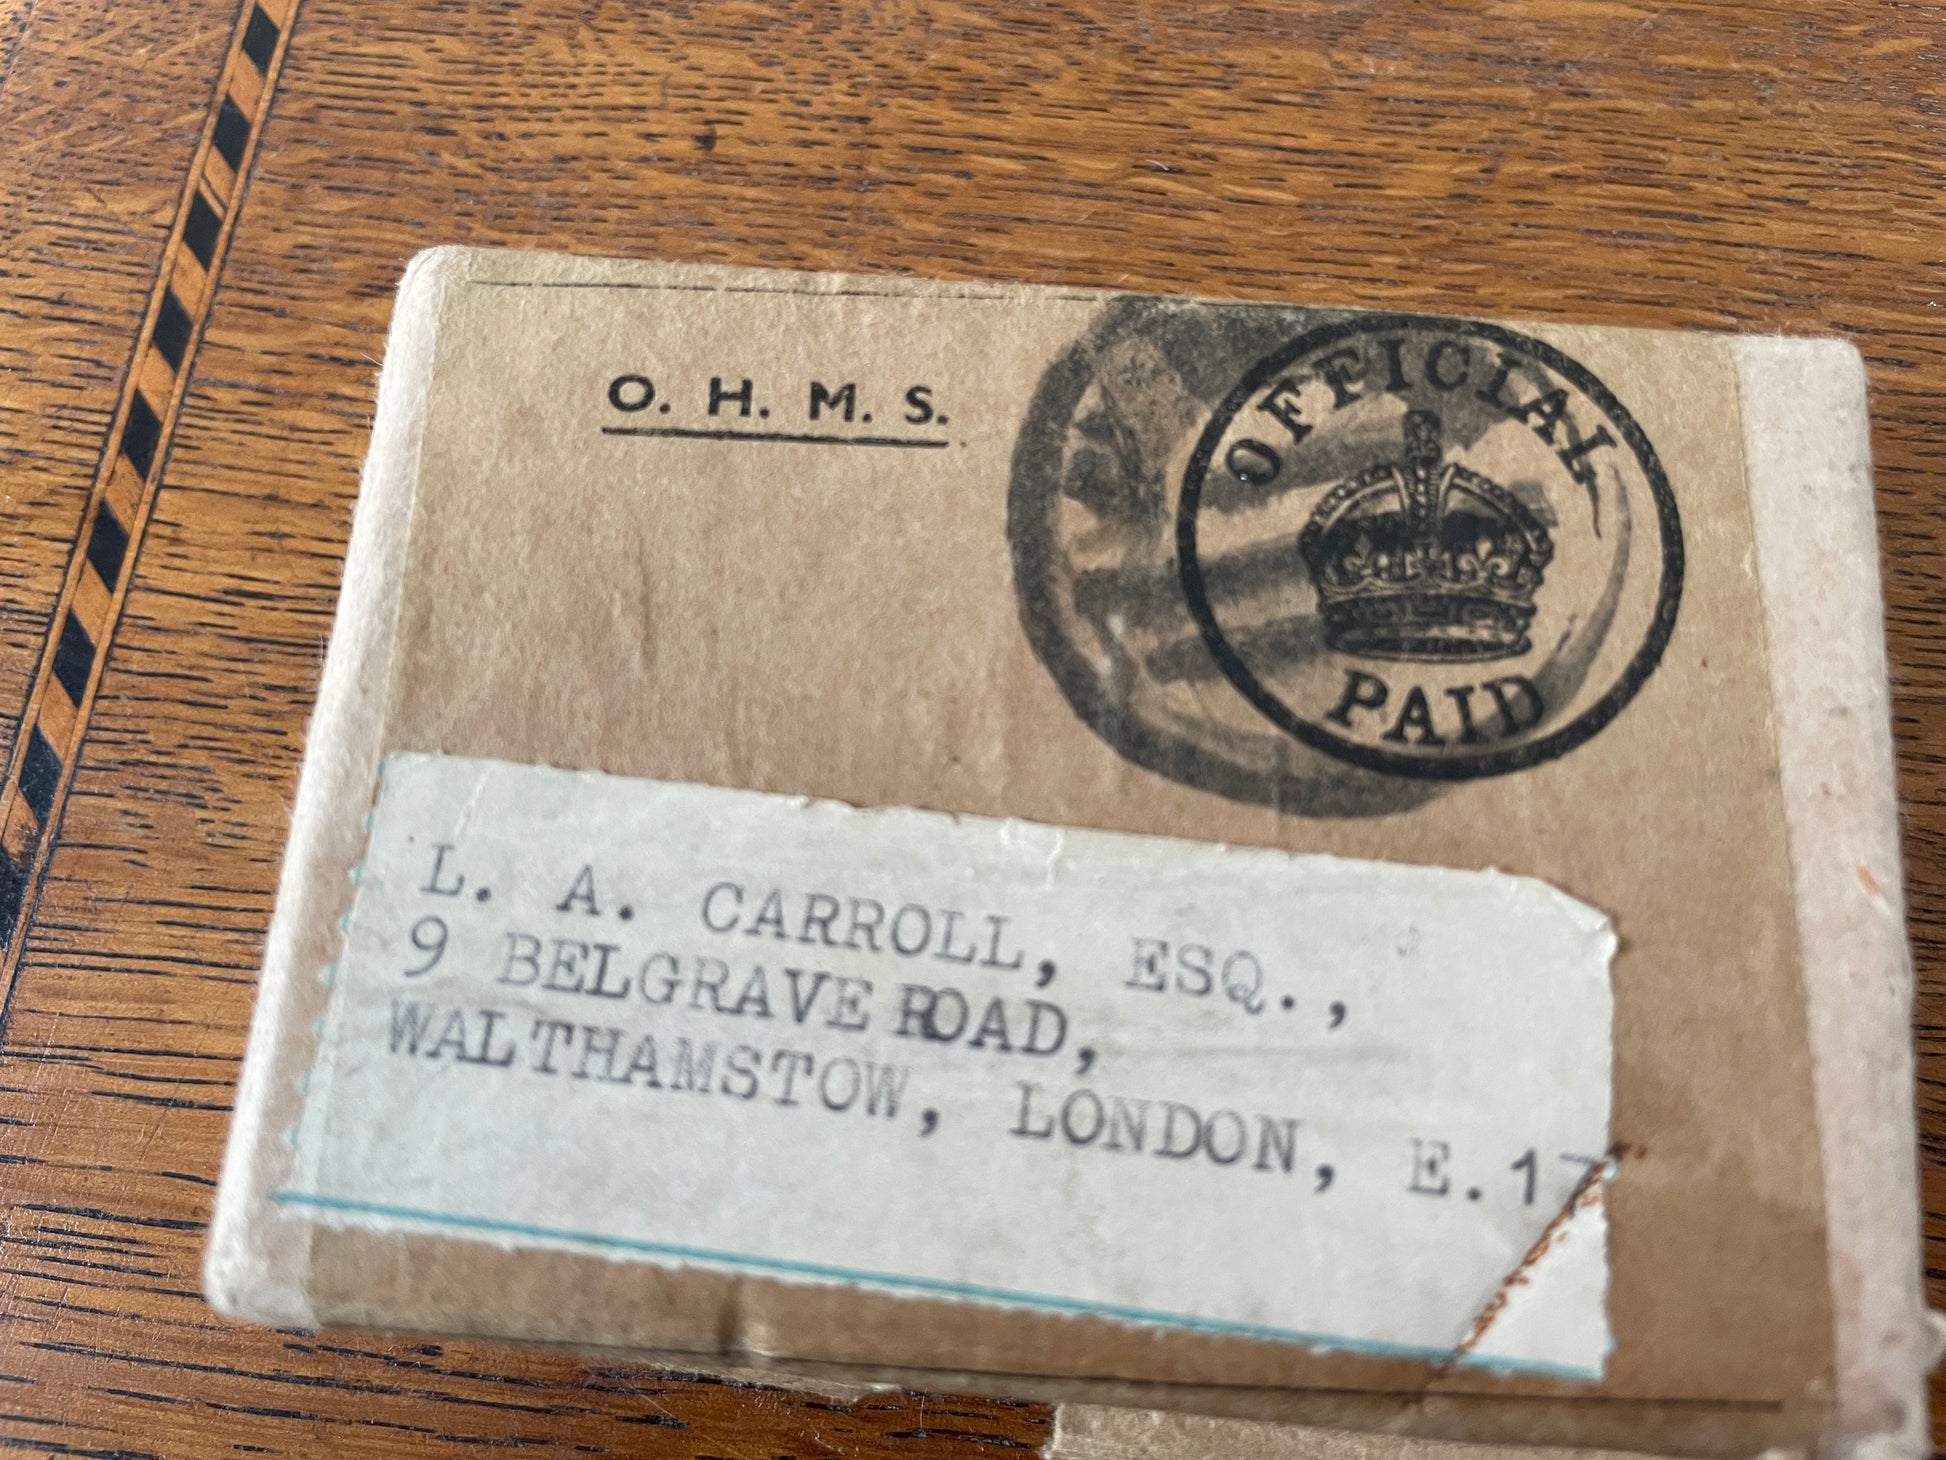 O. H. M. S.
OFFICIAL
PAID
L. A. CARROLL, ESQ.,
9 BELGRAVE ROAD,
WALTHAMSTOW, LONDON, E.17